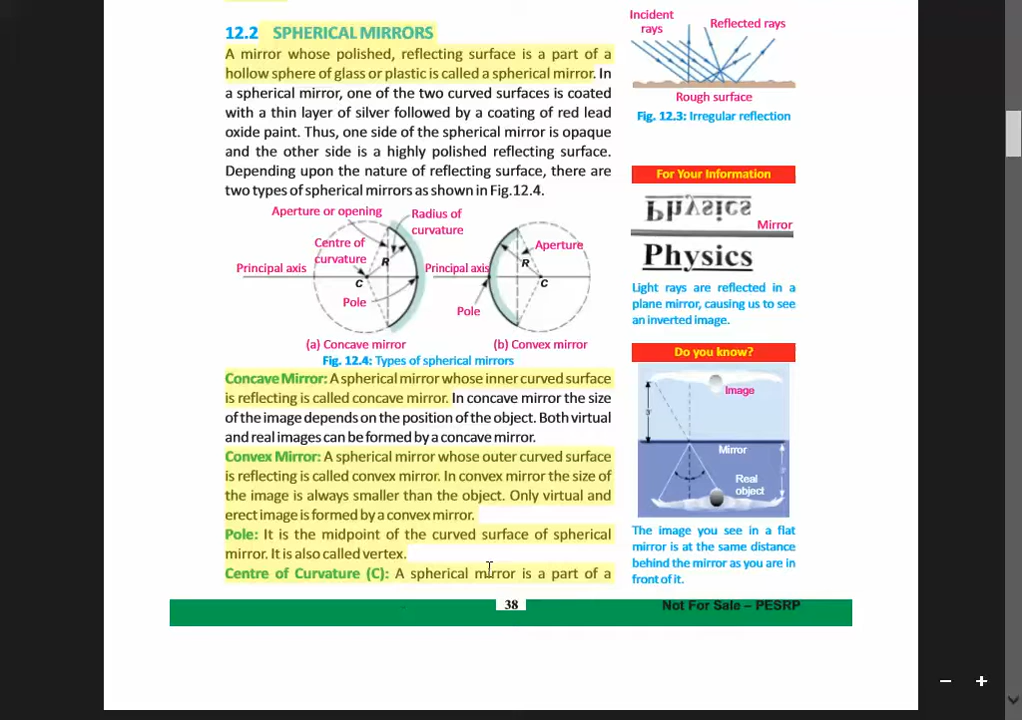 12.2 SPHERICAL MIRRORS
A mirror whose polished, reflecting surface is a part of a
hollow sphere of glass or plastic is called a spherical mirror. In
a spherical mirror, one of the two curved surfaces is coated
with a thin layer of silver followed by a coating of red lead
oxide paint. Thus, one side of the spherical mirror is opaque
and the other side is a highly polished reflecting surface.
Depending upon the nature of reflecting surface, there are
two types of spherical mirrors as shown in Fig.12.4.
Aperture or opening
Radius of
curvature
Centre of
curvature
R
Principal axis
C
Pole
(a) Concave mirror
Aperture
R
Principal axis
C
Pole
(b) Convex mirror
Fig. 12.4: Types of spherical mirrors
Concave Mirror: A spherical mirror whose inner curved surface
is reflecting is called concave mirror. In concave mirror the size
of the image depends on the position of the object. Both virtual
and real images can be formed by a concave mirror.
Convex Mirror: A spherical mirror whose outer curved surface
is reflecting is called convex mirror. In convex mirror the size of
the image is always smaller than the object. Only virtual and
erect image is formed by a convex mirror.
Pole: It is the midpoint of the curved surface of spherical
mirror. It is also called vertex.
Centre of Curvature (C): A spherical mirror is a part of a
Incident
rays
Reflected rays
Rough surface
Fig. 12.3: Irregular reflection
For Your Information
Physics
Mirror
Physics
Light rays are reflected in a
plane mirror, causing us to see
an inverted image.
Do you know?
Image
3'
Mirror
Real
object
The image you see in a flat
mirror is at the same distance
behind the mirror as you are in
front of it.
38
Not For Sale – PESRP